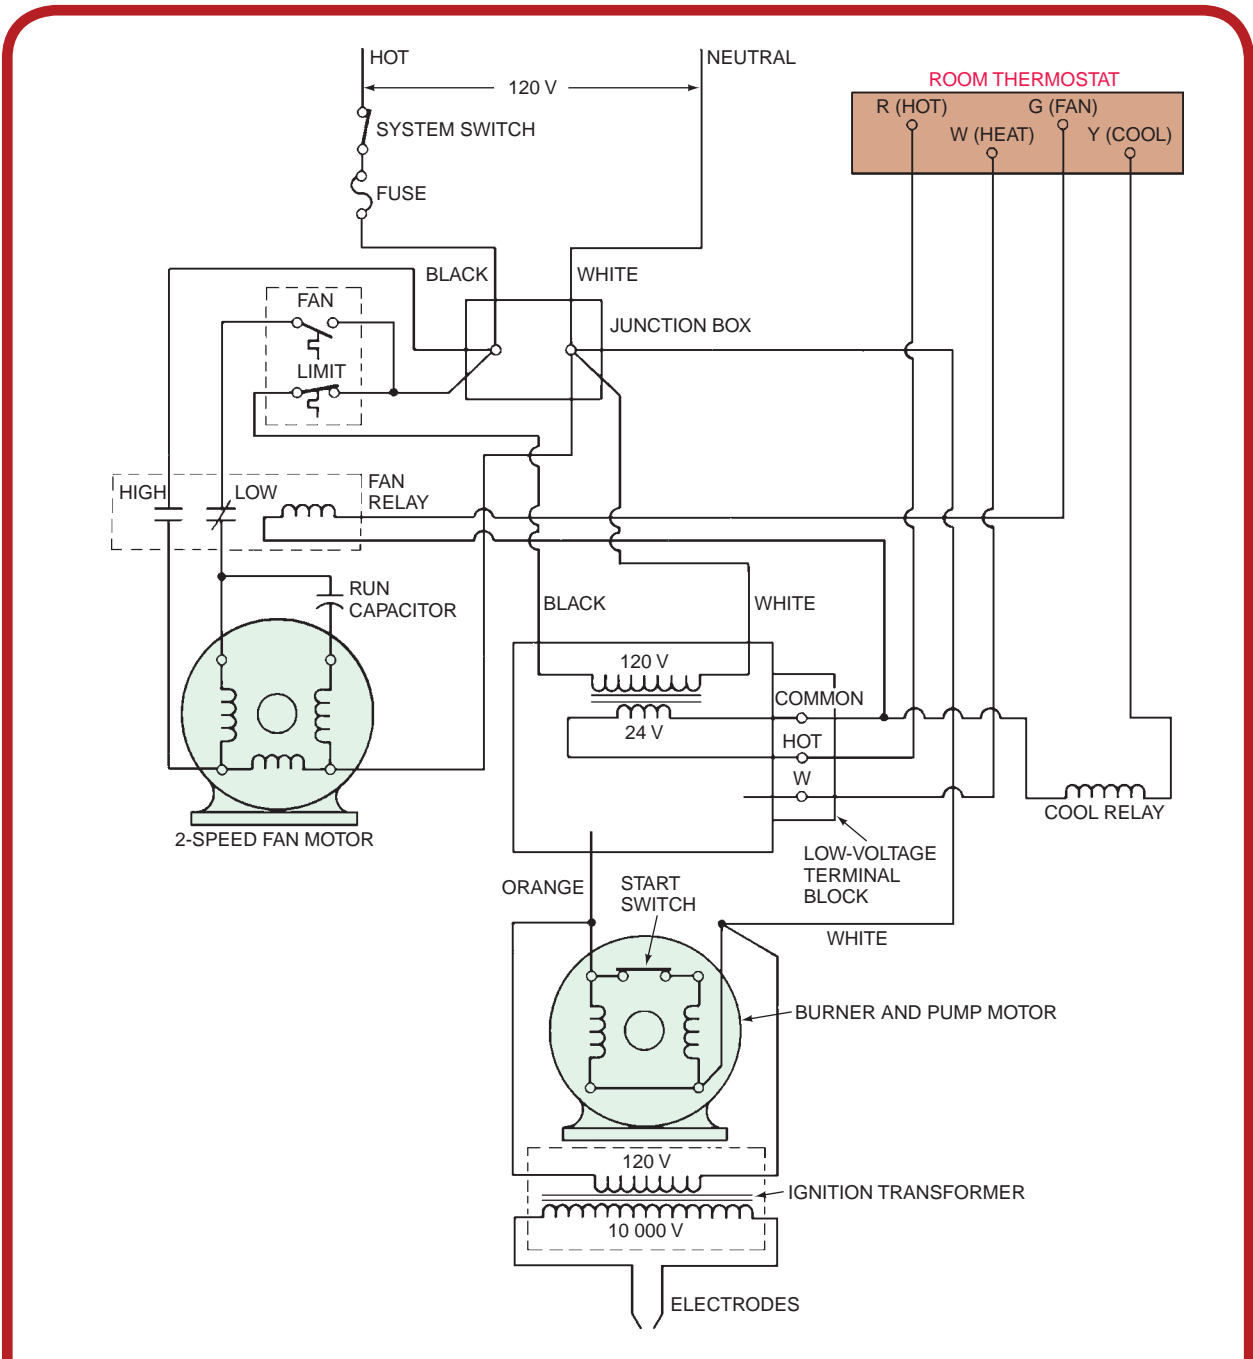 HOT
NEUTRAL
120 V
ROOM THERMOSTAT
R (HOT)
G (FAN)
W (HEAT)
Y (COOL)
SYSTEM SWITCH
FUSE
BLACK
WHITE
FAN
JUNCTION BOX
LIMIT
HIGH
LOW
FAN
RELAY
RUN
CAPACITOR
BLACK
WHITE
120 V
24 V
COMMON
HOT
W
COOL RELAY
2-SPEED FAN MOTOR
LOW-VOLTAGE
TERMINAL
BLOCK
ORANGE
START
SWITCH
WHITE
BURNER AND PUMP MOTOR
120 V
IGNITION TRANSFORMER
10 000 V
ELECTRODES